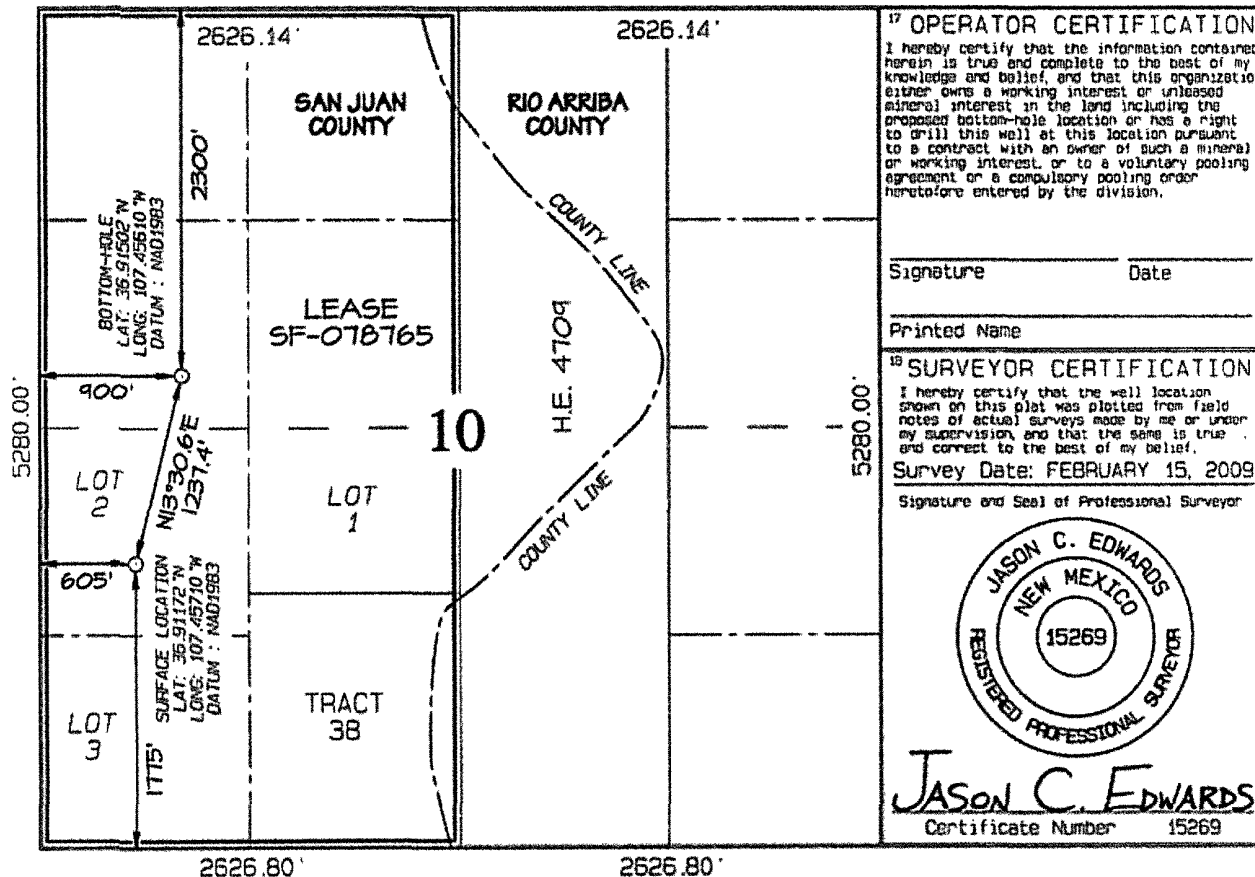 2626.14'
2626.14'
SAN JUAN
COUNTY
RIO ARRIBA
COUNTY
2300'
BOTTOM-HOLE
LAT: 36.91502 °N
LONG: 107.45610 °W
DATUM : NAD1983
COUNTY LINE
LEASE
SF-078765
H.E. 4709
900'
5280.00'
10
5280.00'
N13°30.6'E
1237.4'
LOT
2
LOT
1
COUNTY LINE
605'
SURFACE LOCATION
LAT: 36.91172 °N
LONG: 107.45710 °W
DATUM : NAD1983
LOT
3
1775'
TRACT
38
2626.80'
2626.80'
17 OPERATOR CERTIFICATION
I hereby certify that the information contained
herein is true and complete to the best of my
knowledge and belief, and that this organizatio
either owns a working interest or unleased
mineral interest in the land including the
proposed bottom-hole location or has a right
to drill this well at this location pursuant
to a contract with an owner of such a mineral
or working interest, or to a voluntary pooling
agreement or a compulsory pooling order
heretofore entered by the division.
Signature Date
Printed Name
18 SURVEYOR CERTIFICATION
I hereby certify that the well location
shown on this plat was plotted from field
notes of actual surveys made by me or under
my supervision, and that the same is true
and correct to the best of my belief.
Survey Date: FEBRUARY 15, 2009
Signature and Seal of Professional Surveyor
JASON C. EDWARDS
NEW MEXICO
15269
REGISTERED PROFESSIONAL SURVEYOR
JASON C. EDWARDS
Certificate Number 15269